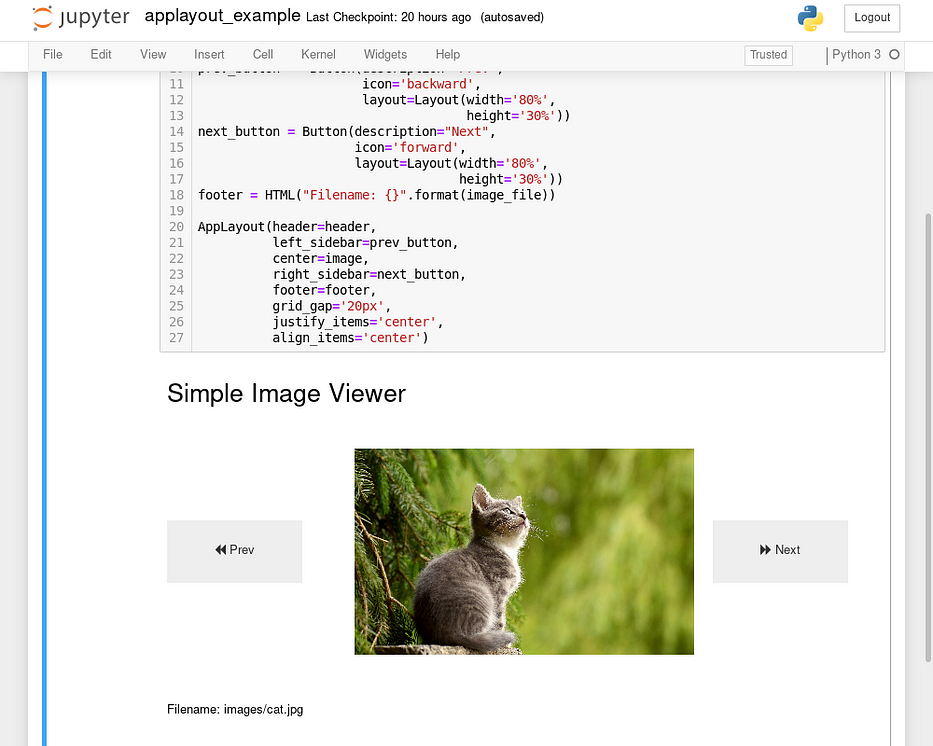 jupyter applayout_example Last Checkpoint: 20 hours ago (autosaved) Logout
File Edit View Insert Cell Kernel Widgets Help Trusted Python 3
11 icon='backward',
12 layout=Layout(width='80%',
13 height='30%'))
14 next_button = Button(description="Next",
15 icon='forward',
16 layout=Layout(width='80%',
17 height='30%'))
18 footer = HTML("Filename: {}".format(image_file))
19
20 AppLayout(header=header,
21 left_sidebar=prev_button,
22 center=image,
23 right_sidebar=next_button,
24 footer=footer,
25 grid_gap='20px',
26 justify_items='center',
27 align_items='center')
Simple Image Viewer
Prev
Next
Filename: images/cat.jpg